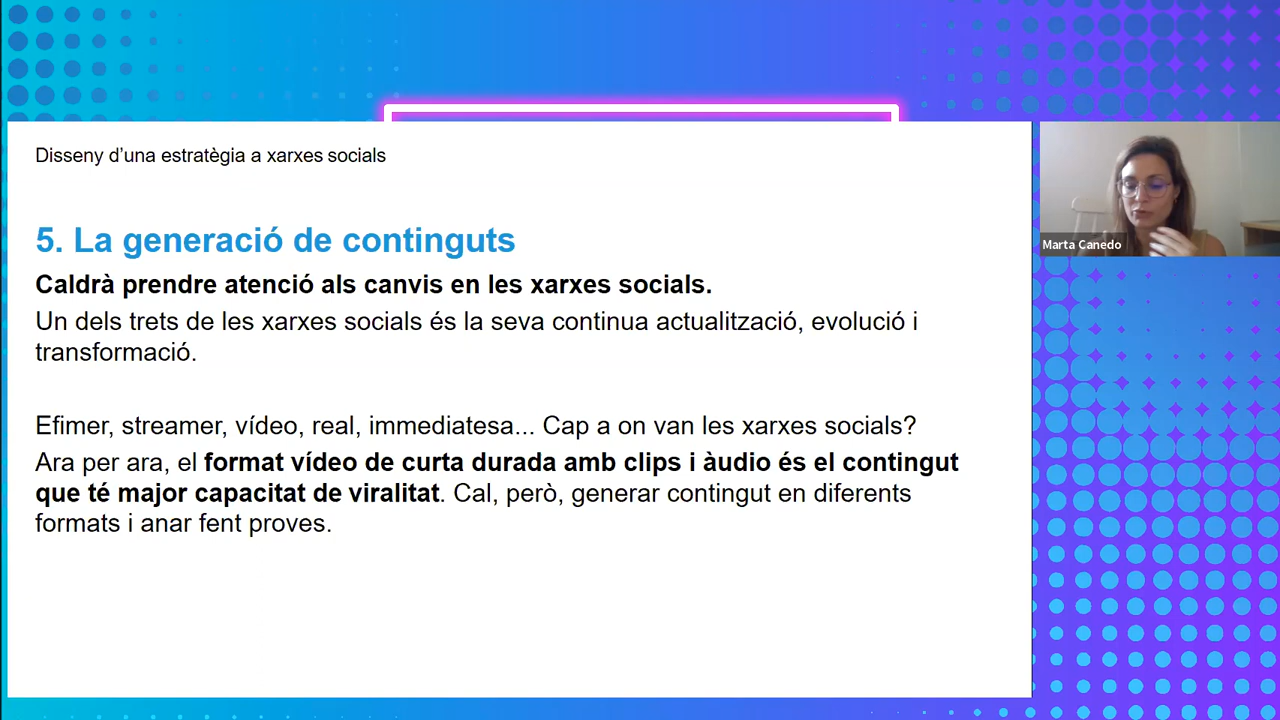 Disseny d’una estratègia a xarxes socials
5. La generació de continguts
Caldrà prendre atenció als canvis en les xarxes socials.
Un dels trets de les xarxes socials és la seva continua actualització, evolució i
transformació.
Efimer, streamer, vídeo, real, immediatesa... Cap a on van les xarxes socials?
Ara per ara, el format vídeo de curta durada amb clips i àudio és el contingut
que té major capacitat de viralitat. Cal, però, generar contingut en diferents
formats i anar fent proves.
Marta Canedo